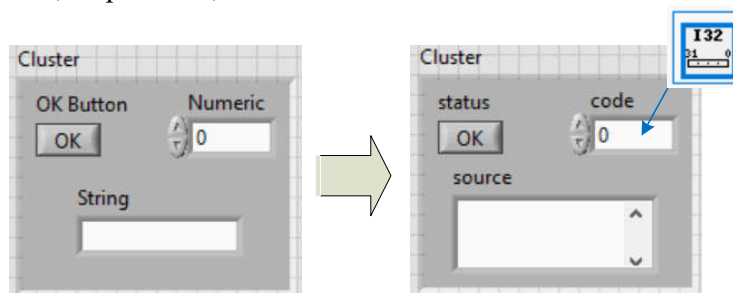 Cluster
OK Button Numeric
OK 0
String
Cluster
status code
OK 0
source
I32
31 0